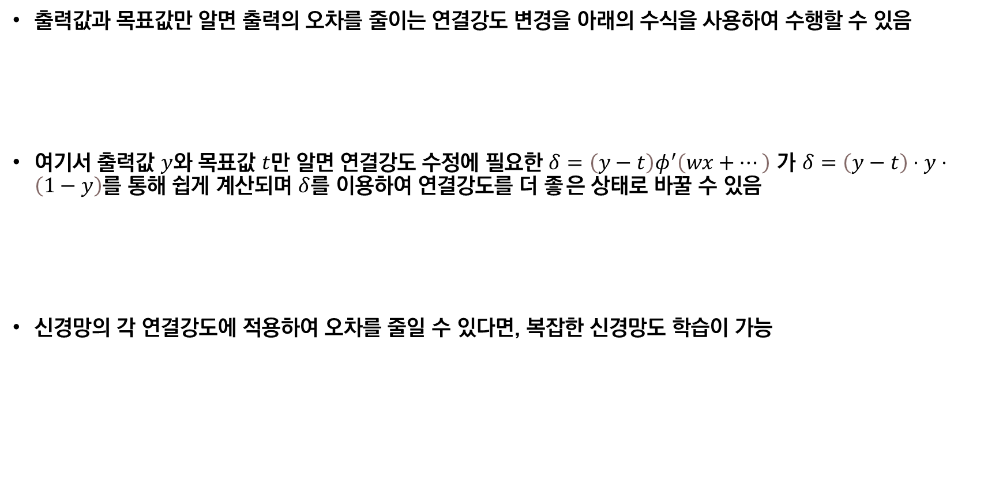 • 출력값과 목표값만 알면 출력의 오차를 줄이는 연결강도 변경을 아래의 수식을 사용하여 수행할 수 있음
• 여기서 출력값 y와 목표값 t만 알면 연결강도 수정에 필요한 δ = (y − t)ϕ′(wx + ⋯ ) 가 δ = (y − t) · y ·
(1 − y)를 통해 쉽게 계산되며 δ를 이용하여 연결강도를 더 좋은 상태로 바꿀 수 있음
• 신경망의 각 연결강도에 적용하여 오차를 줄일 수 있다면, 복잡한 신경망도 학습이 가능